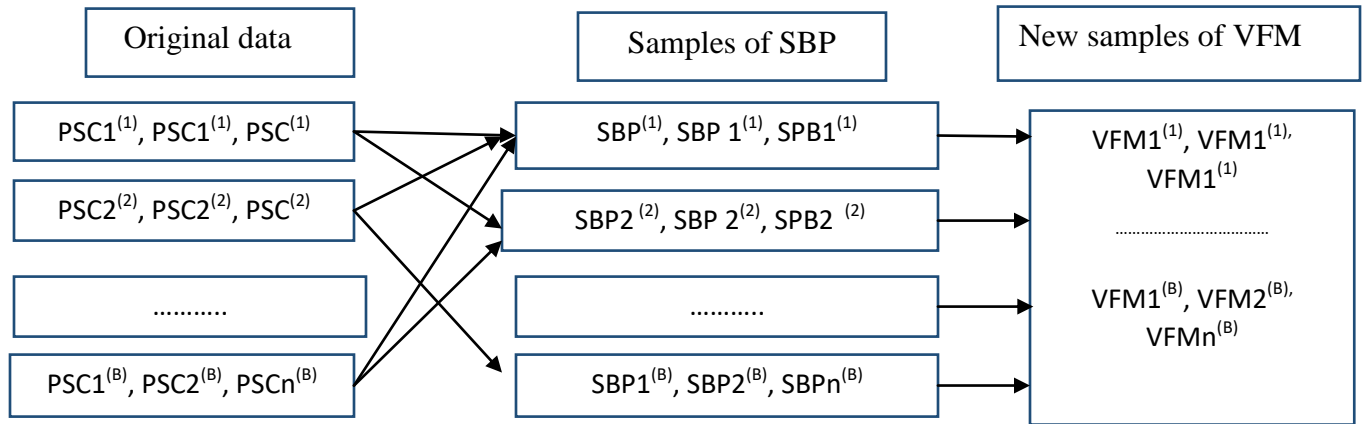 Original data
Samples of SBP
New samples of VFM
PSC1(1), PSC1(1), PSC(1)
SBP(1), SBP 1(1), SPB1(1)
VFM1(1), VFM1(1),
VFM1(1)
PSC2(2), PSC2(2), PSC(2)
SBP2 (2), SBP 2(2), SPB2 (2)
…………………………………
………..
………..
VFM1(B), VFM2(B),
VFMn(B)
PSC1(B), PSC2(B), PSCn(B)
SBP1(B), SBP2(B), SBPn(B)